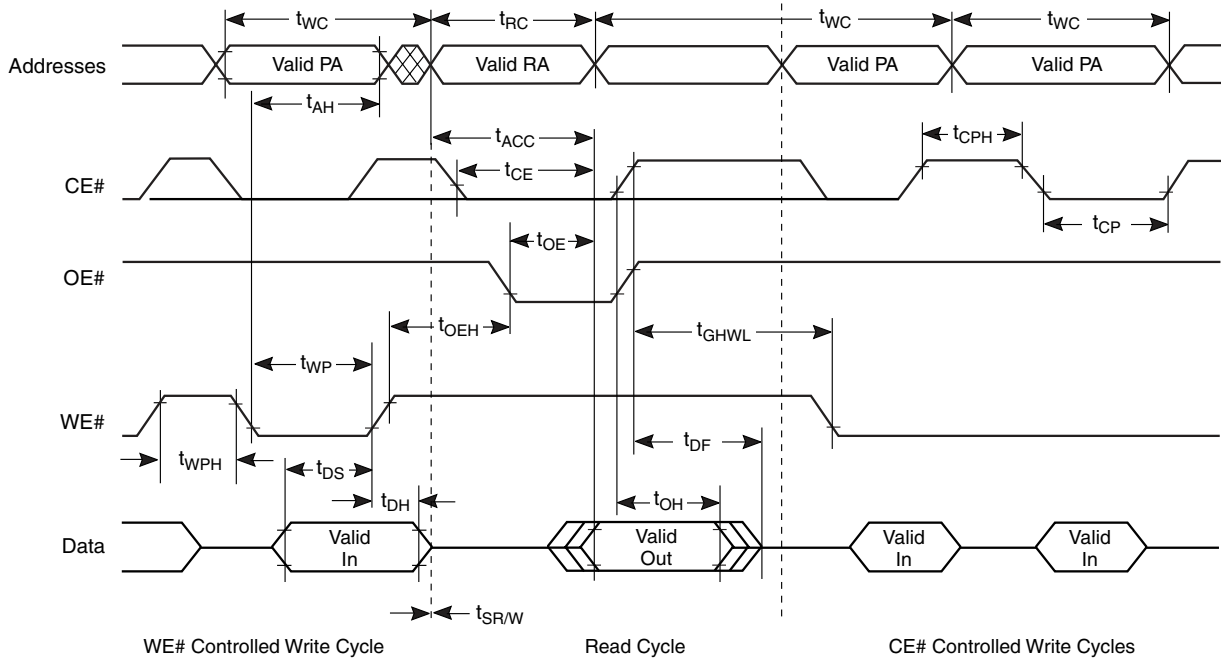 tWC tRC tWC tWC
Addresses Valid PA Valid RA Valid PA Valid PA
tAH
tACC tCPH
CE# tCE
tCP
tOE
OE#
tOEH tGHWL
tWP
WE#
tWPH tDS tDF
tDH tOH
Data Valid In Valid Out Valid In Valid In
tSR/W
WE# Controlled Write Cycle Read Cycle CE# Controlled Write Cycles